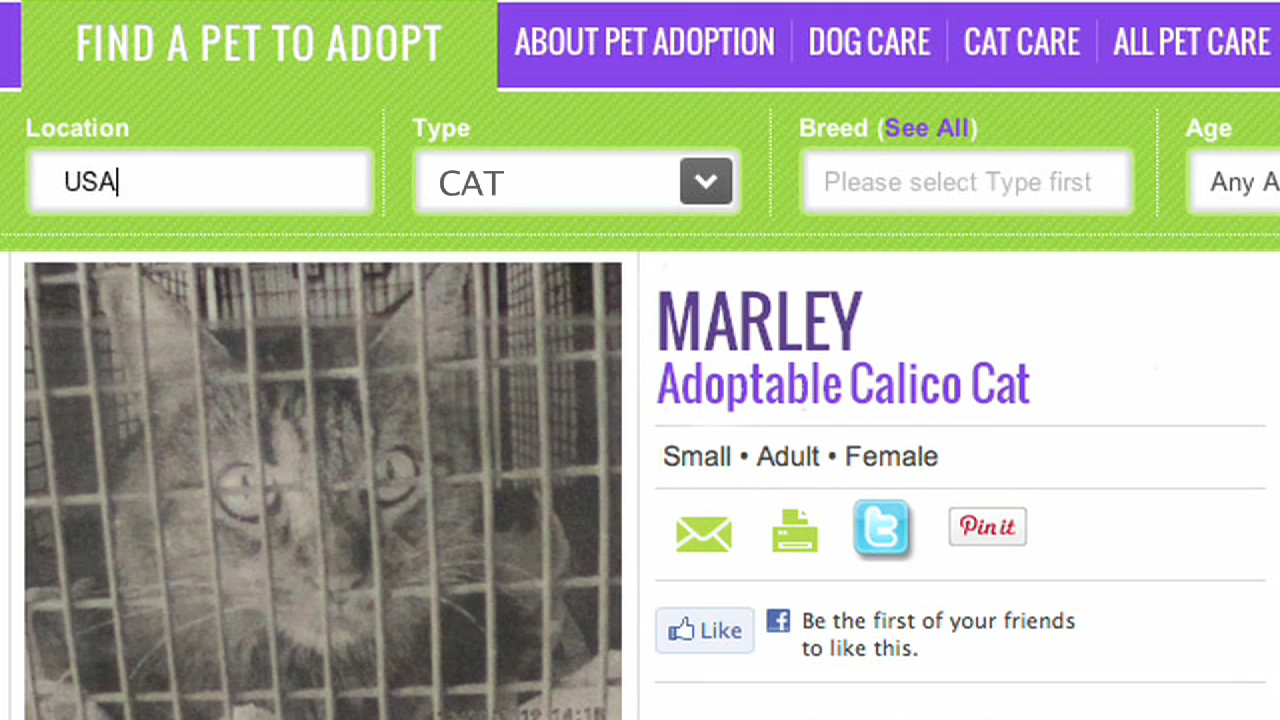 FIND A PET TO ADOPT
ABOUT PET ADOPTION
DOG CARE
CAT CARE
ALL PET CARE
Location
Type
Breed (See All)
Age
USA
CAT
Please select Type first
Any A
MARLEY
Adoptable Calico Cat
Small • Adult • Female
Pin it
Like
Be the first of your friends
to like this.